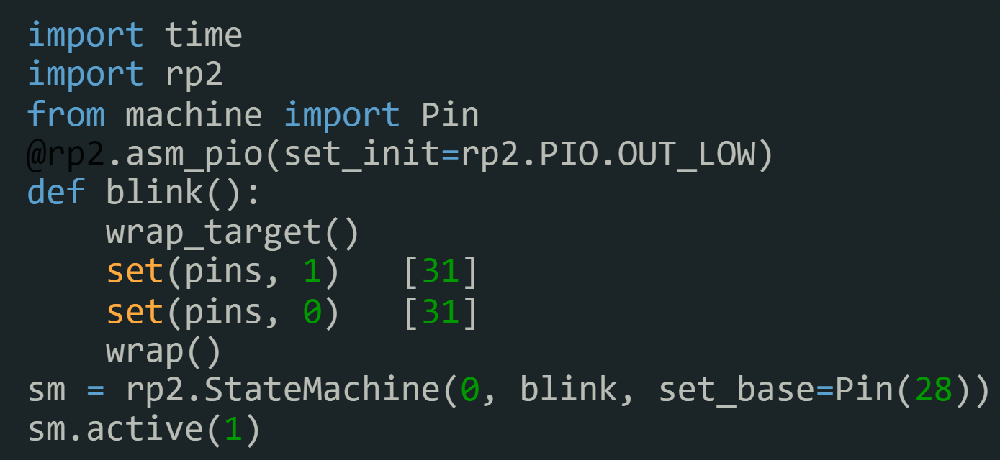 import time
import rp2
from machine import Pin
@rp2.asm_pio(set_init=rp2.PIO.OUT_LOW)
def blink():
    wrap_target()
    set(pins, 1)   [31]
    set(pins, 0)   [31]
    wrap()
sm = rp2.StateMachine(0, blink, set_base=Pin(28))
sm.active(1)